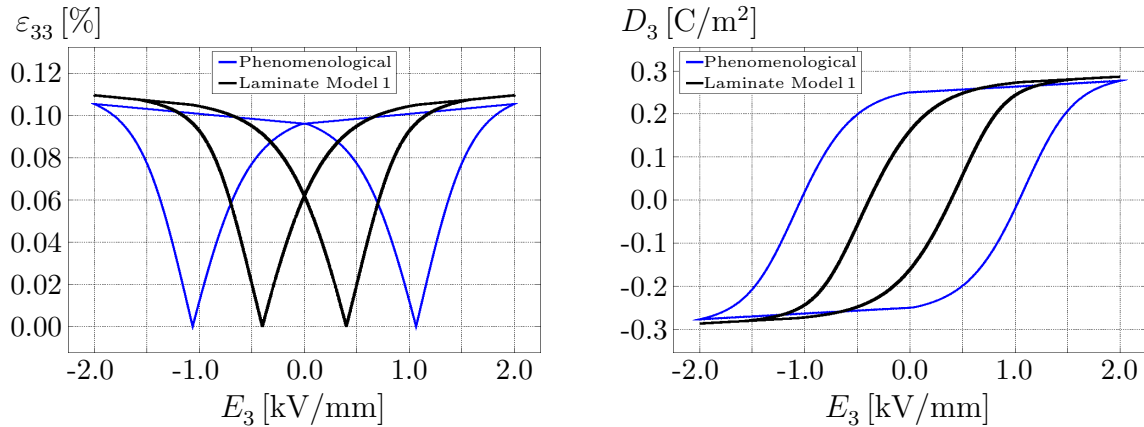 ε33 [%]
Phenomenological
Laminate Model 1
0.12
0.10
0.08
0.06
0.04
0.02
0.00
-2.0 -1.0 0.0 1.0 2.0
E3 [kV/mm]
D3 [C/m²]
Phenomenological
Laminate Model 1
0.3
0.2
0.1
0.0
-0.1
-0.2
-0.3
-2.0 -1.0 0.0 1.0 2.0
E3 [kV/mm]